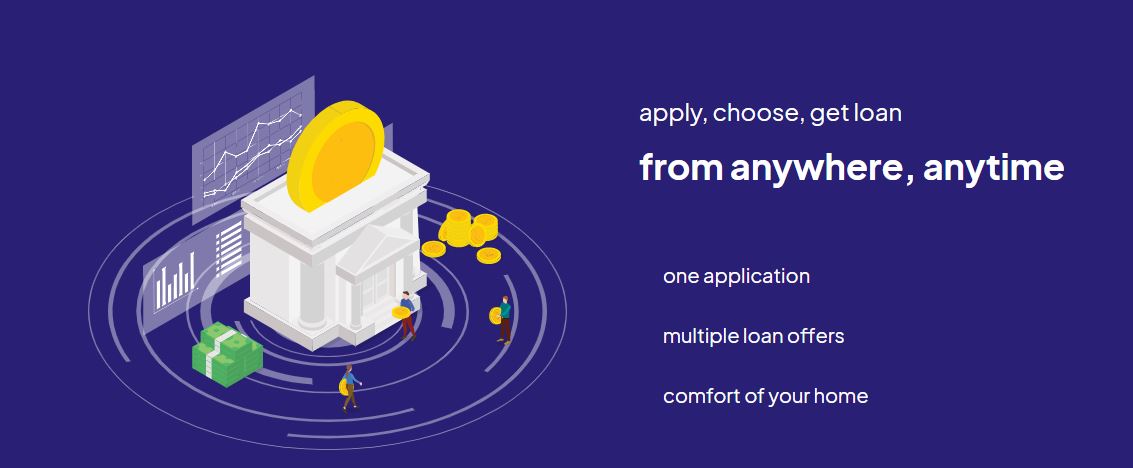 apply, choose, get loan
from anywhere, anytime
one application
multiple loan offers
comfort of your home